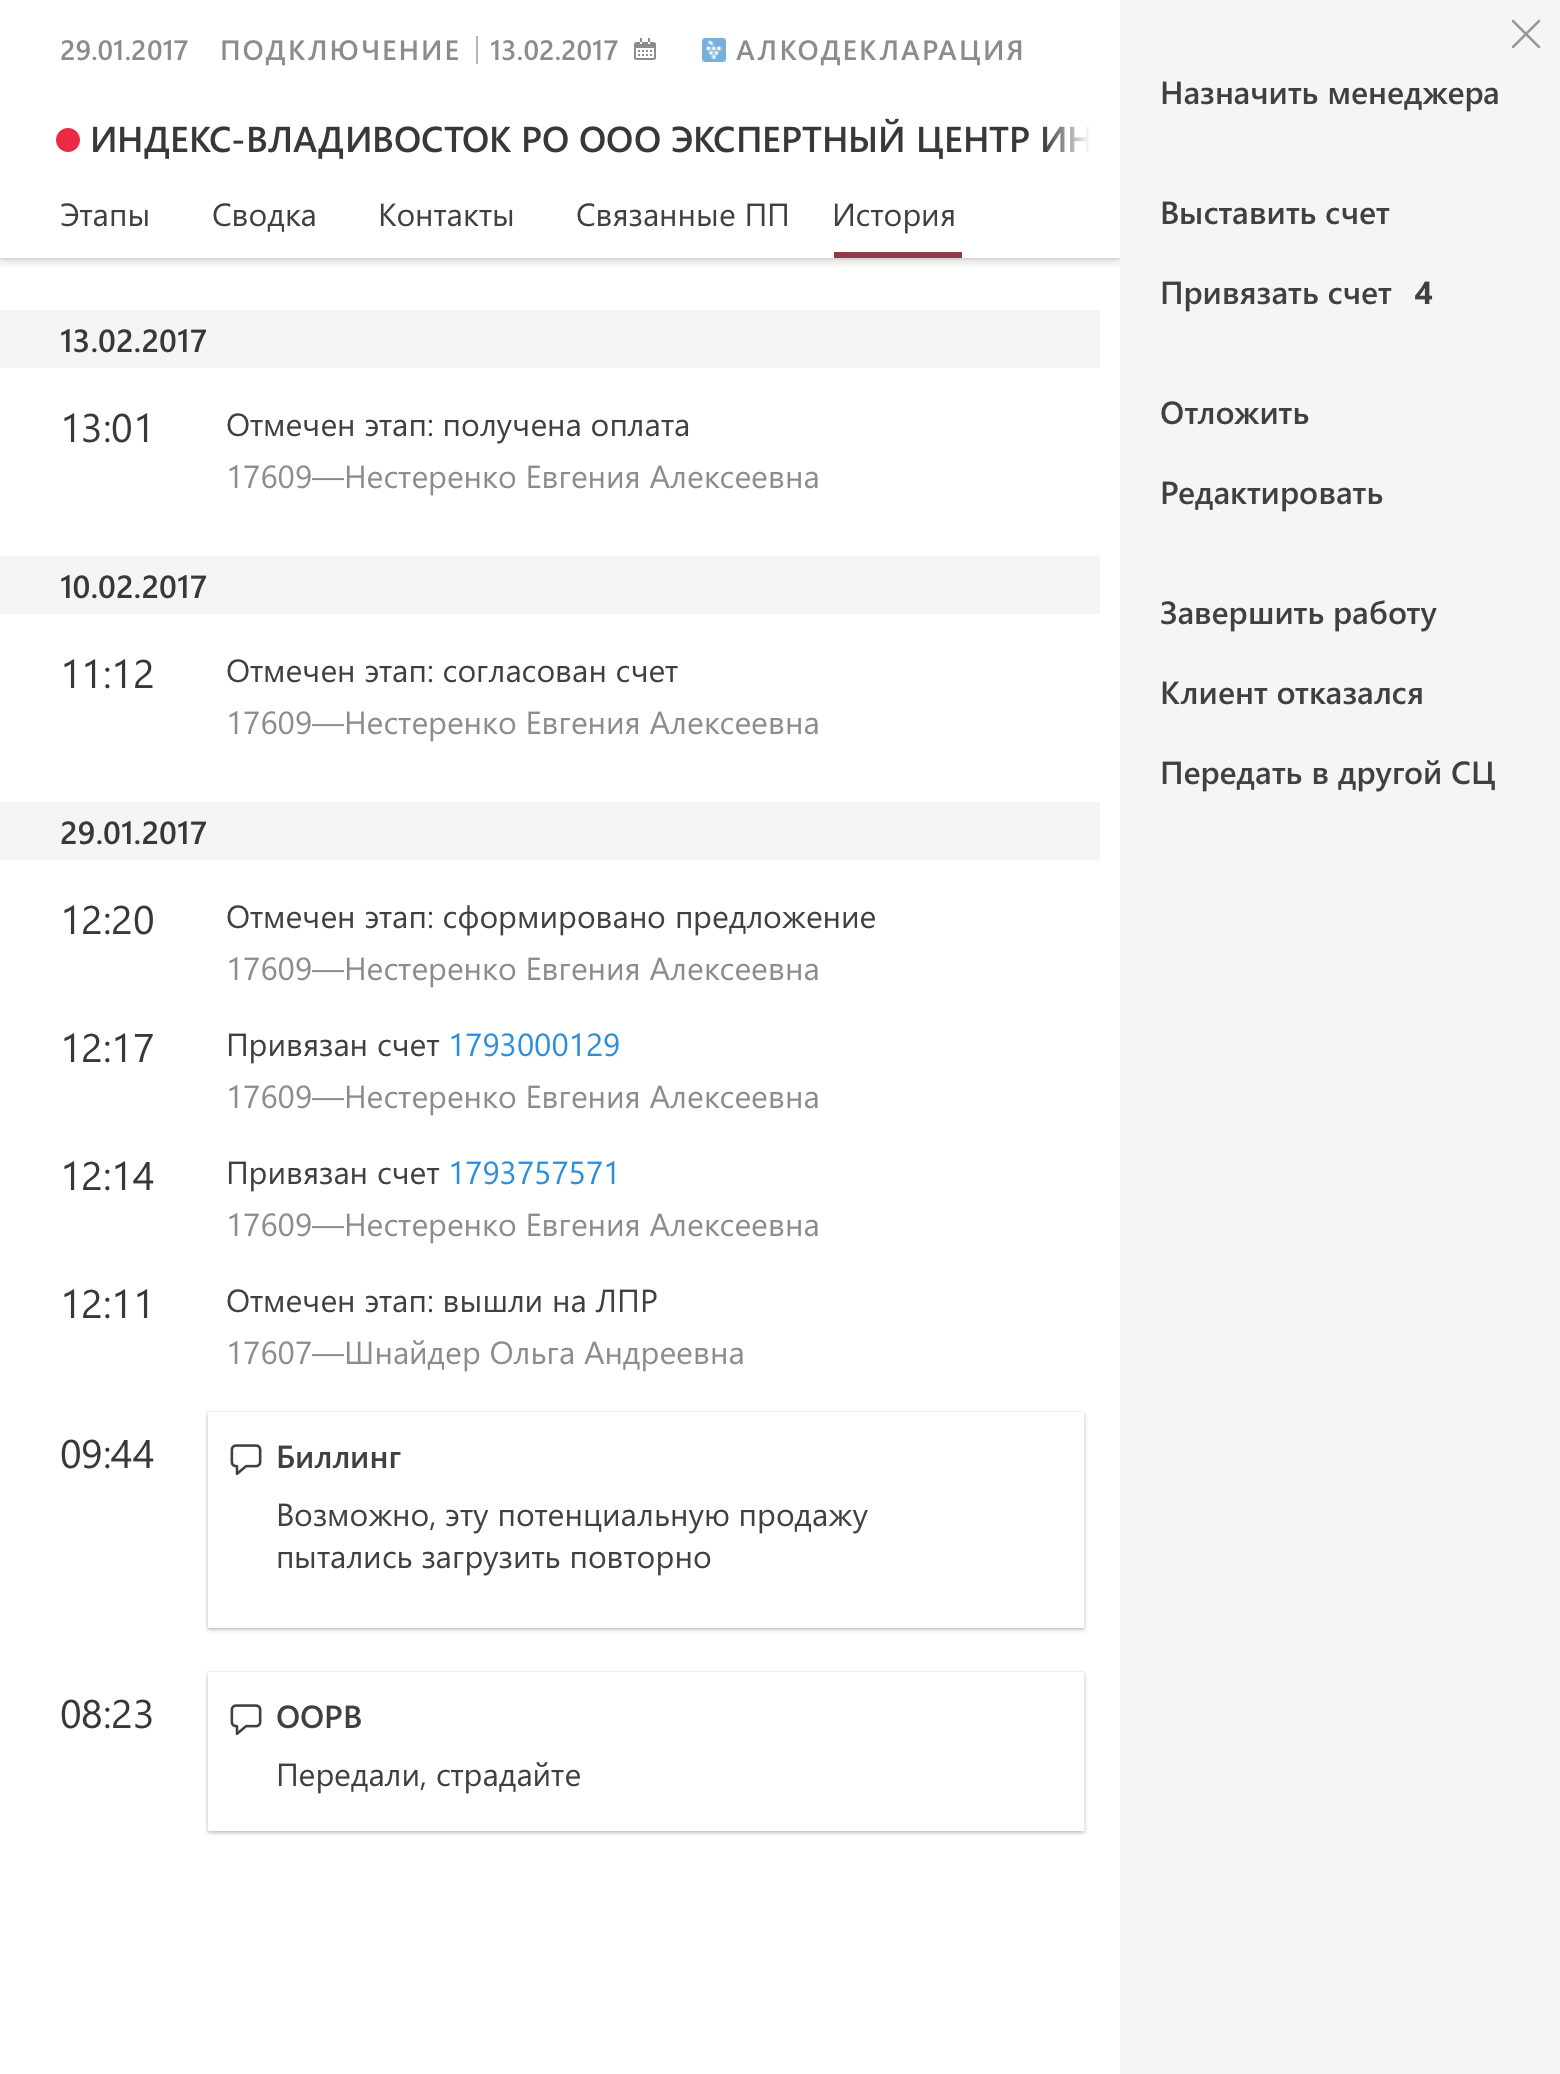 29.01.2017 ПОДКЛЮЧЕНИЕ 13.02.2017 АЛКОДЕКЛАРАЦИЯ
ИНДЕКС-ВЛАДИВОСТОК РО ООО ЭКСПЕРТНЫЙ ЦЕНТР ИН
Этапы Сводка Контакты Связанные ПП История
13.02.2017
13:01 Отмечен этап: получена оплата
17609—Нестеренко Евгения Алексеевна
10.02.2017
11:12 Отмечен этап: согласован счет
17609—Нестеренко Евгения Алексеевна
29.01.2017
12:20 Отмечен этап: сформировано предложение
17609—Нестеренко Евгения Алексеевна
12:17 Привязан счет 1793000129
17609—Нестеренко Евгения Алексеевна
12:14 Привязан счет 1793757571
17609—Нестеренко Евгения Алексеевна
12:11 Отмечен этап: вышли на ЛПР
17607—Шнайдер Ольга Андреевна
09:44 Биллинг
Возможно, эту потенциальную продажу
пытались загрузить повторно
08:23 ООРВ
Передали, страдайте
Назначить менеджера
Выставить счет
Привязать счет 4
Отложить
Редактировать
Завершить работу
Клиент отказался
Передать в другой СЦ